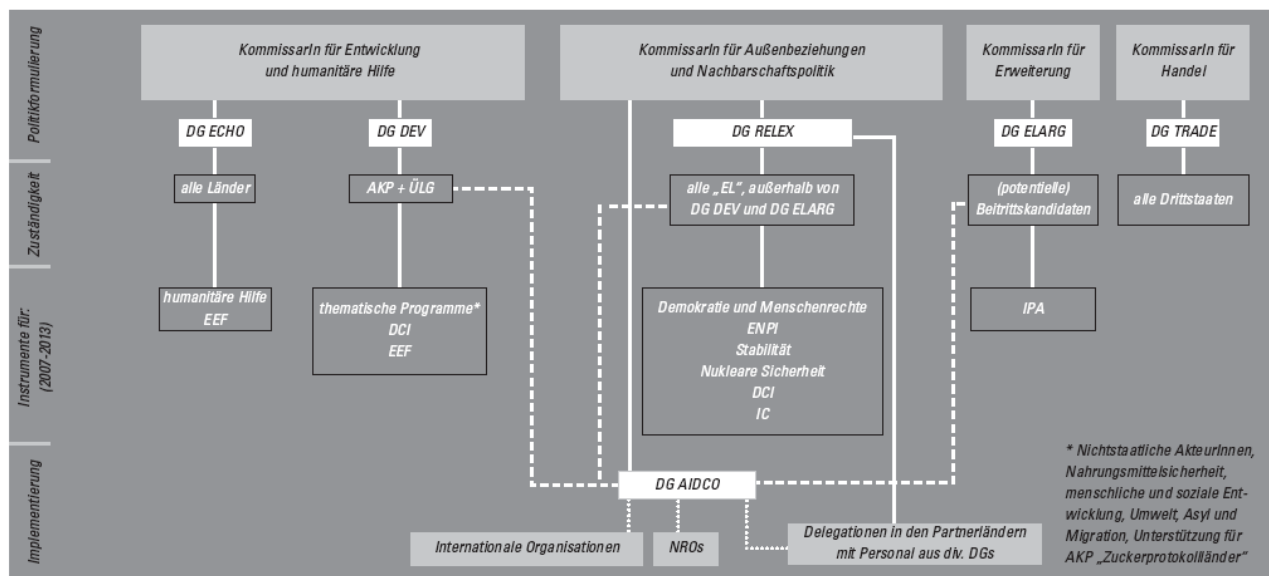 Politikformulierung
KommissarIn für Entwicklung
und humanitäre Hilfe
KommissarIn für Außenbeziehungen
und Nachbarschaftspolitik
KommissarIn für
Erweiterung
KommissarIn für
Handel
DG ECHO
DG DEV
DG RELEX
DG ELARG
DG TRADE
Zuständigkeit
alle Länder
AKP + ÜLG
alle „EL", außerhalb von
DG DEV und DG ELARG
(potentielle)
Beitrittskandidaten
alle Drittstaaten
Instrumente für:
(2007-2013)
humanitäre Hilfe
EEF
thematische Programme*
DCI
EEF
Demokratie und Menschenrechte
ENPI
Stabilität
Nukleare Sicherheit
DCI
IC
IPA
Implementierung
DG AIDCO
Internationale Organisationen
NROs
Delegationen in den Partnerländern
mit Personal aus div. DGs
* Nichtstaatliche AkteurInnen,
Nahrungsmittelsicherheit,
menschliche und soziale Ent-
wicklung, Umwelt, Asyl und
Migration, Unterstützung für
AKP „Zuckerprotokollländer"